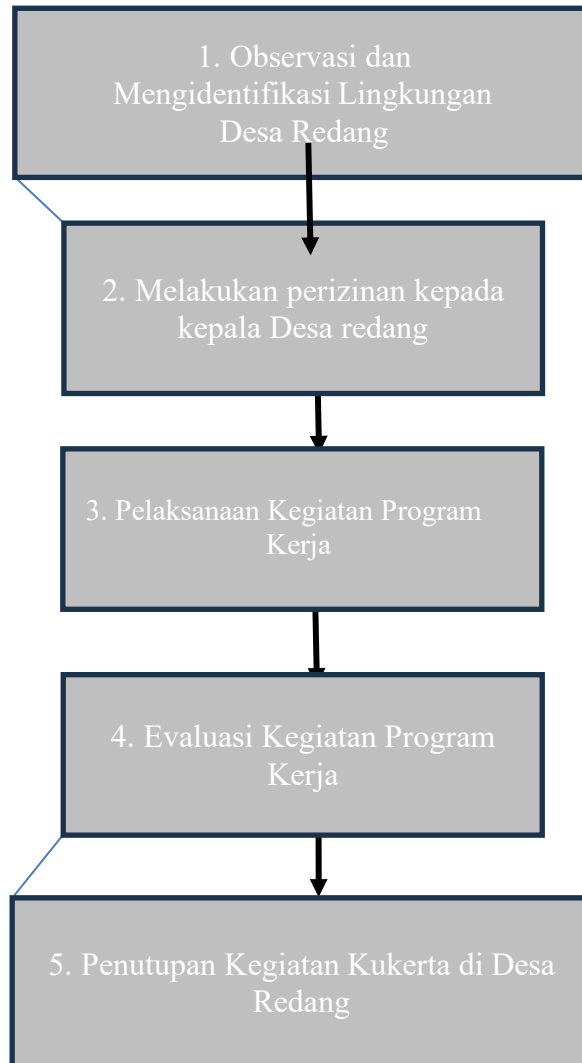 1. Observasi dan
Mengidentifikasi Lingkungan
Desa Redang
2. Melakukan perizinan kepada
kepala Desa redang
3. Pelaksanaan Kegiatan Program
Kerja
4. Evaluasi Kegiatan Program
Kerja
5. Penutupan Kegiatan Kukerta di Desa
Redang